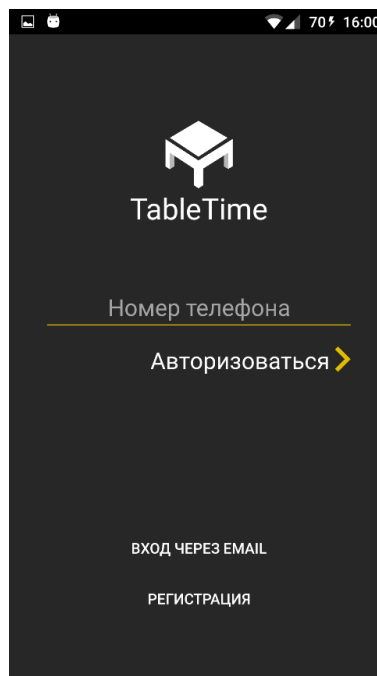 70 16:00
TableTime
Номер телефона
Авторизоваться
ВХОД ЧЕРЕЗ EMAIL
РЕГИСТРАЦИЯ